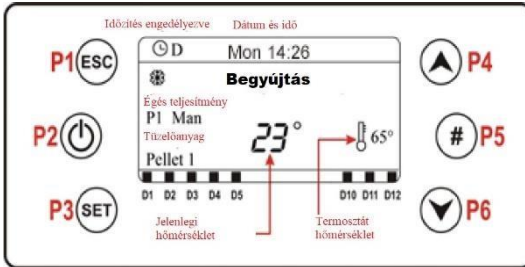 Időzítés engedélyezve Dátum és idő
D Mon 14:26
P1 ESC P4
Begyújtás
Égés teljesítmény
P1 Man
P2 Tüzelőanyag 23° 65° # P5
Pellet 1
D1 D2 D3 D4 D5 D10 D11 D12
P3 SET P6
Jelenlegi hőmérséklet
Termosztát hőmérséklet